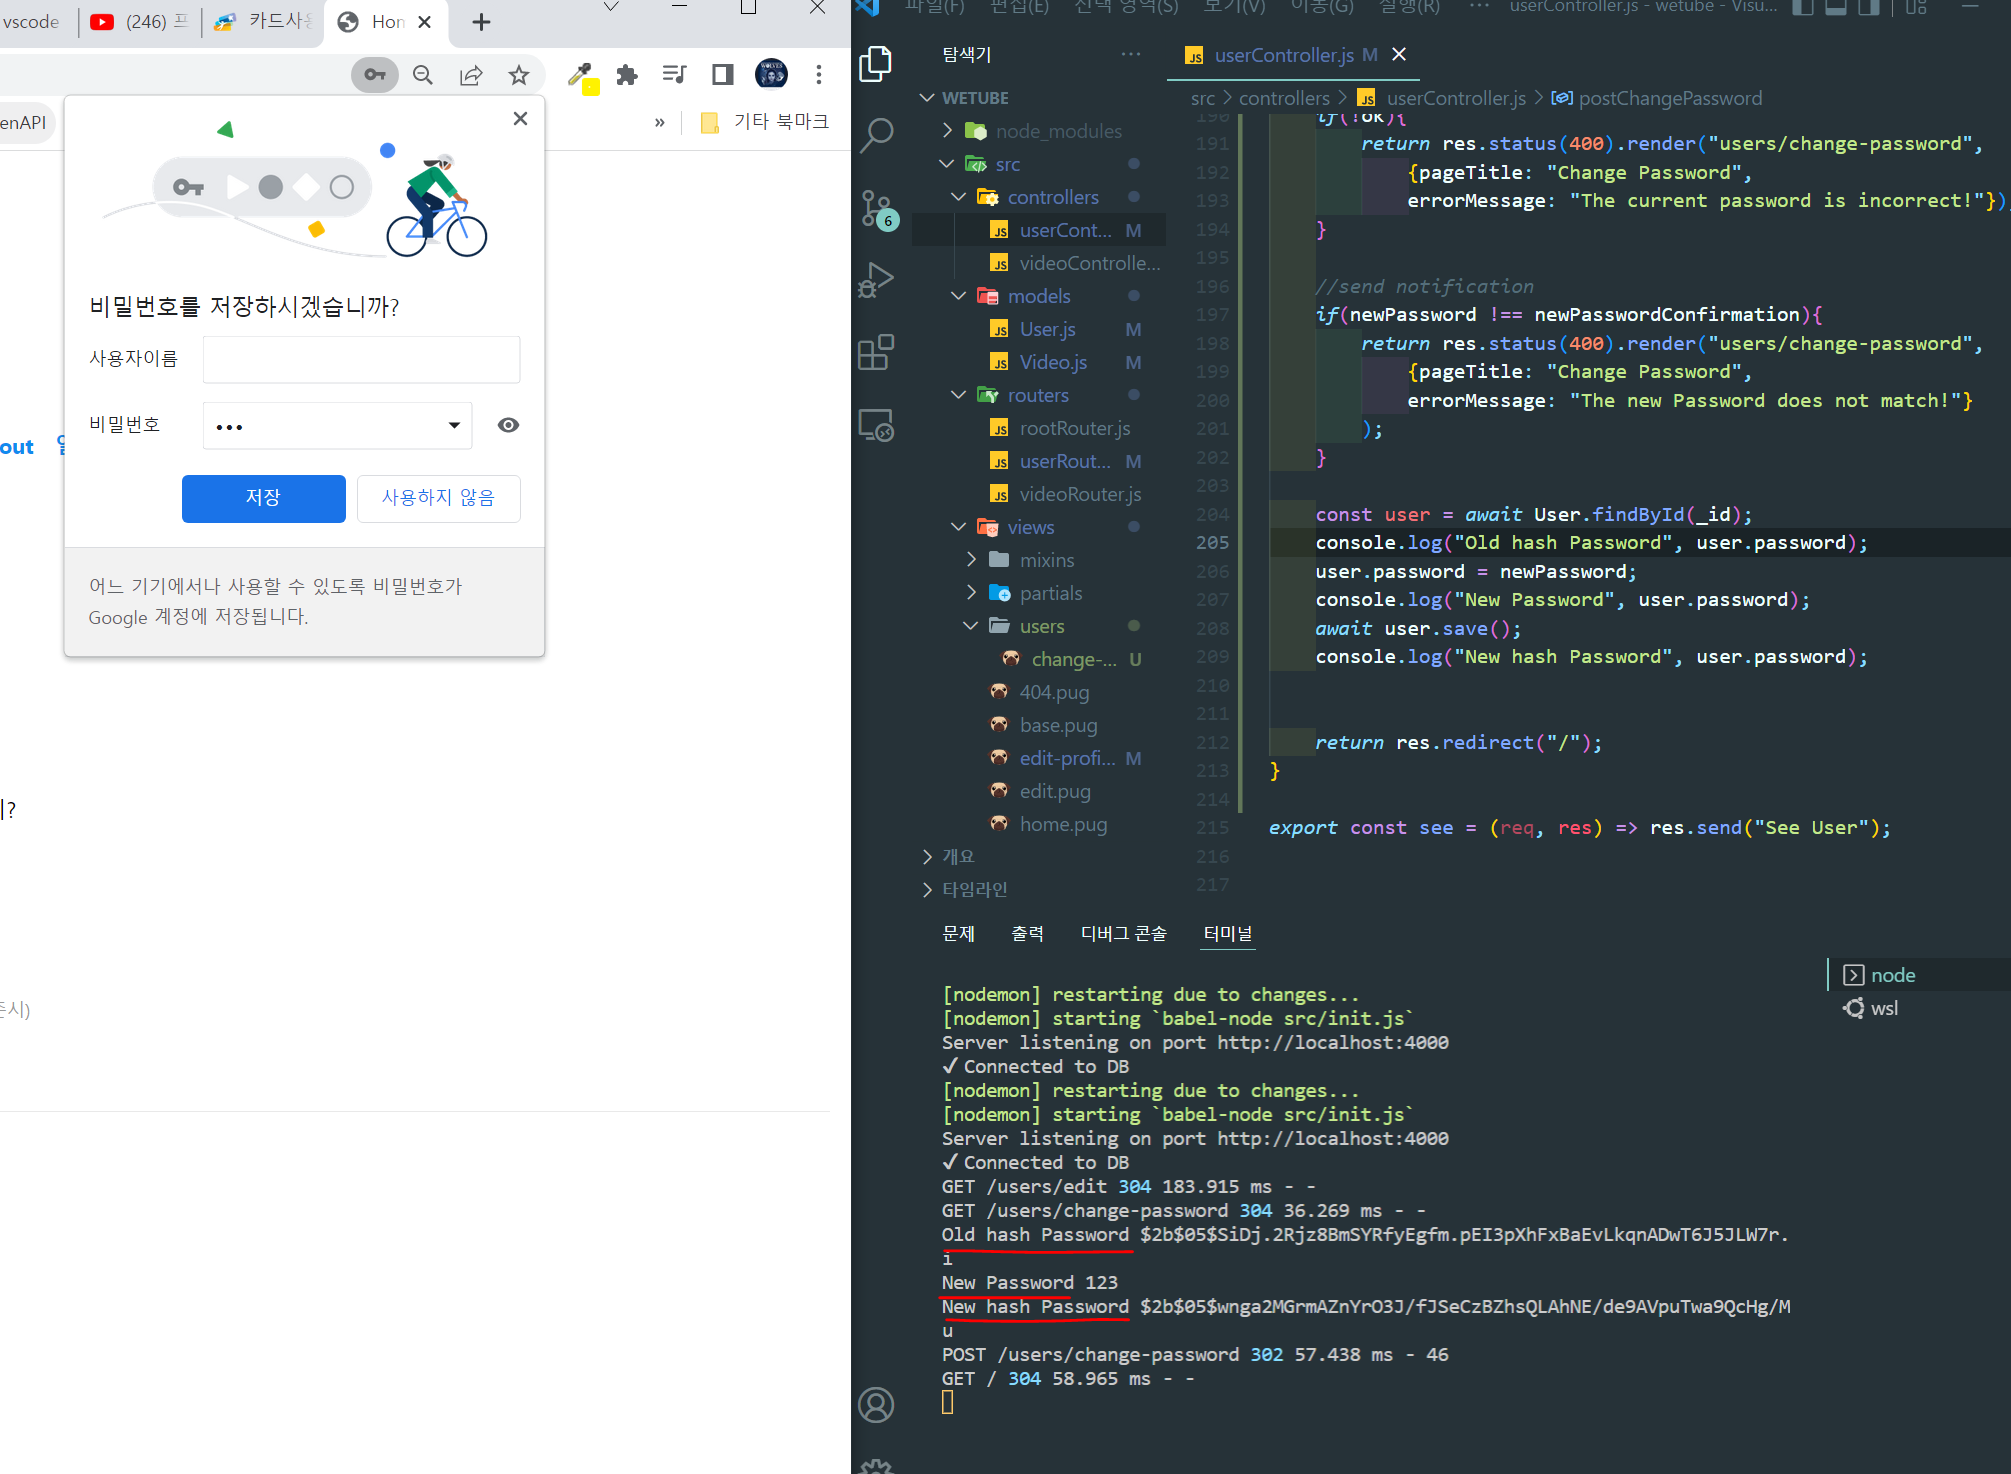 vscode
(246) 프
카드사용
Hon
enAPI
»
기타 북마크
비밀번호를 저장하시겠습니까?
사용자이름
비밀번호
•••
저장
사용하지 않음
어느 기기에서나 사용할 수 있도록 비밀번호가
Google 계정에 저장됩니다.
out
?
준시)
파일(F) 편집(E) 선택 영역(S) 보기(V) 이동(G) 실행(R) ··· userController.js - wetube - Visu...
탐색기 ···
6
WETUBE
node_modules
src
controllers
userCont... M
videoControlle...
models
User.js M
Video.js M
routers
rootRouter.js
userRout... M
videoRouter.js
views
mixins
partials
users
change-... U
404.pug
base.pug
edit-profi... M
edit.pug
home.pug
개요
타임라인
JS userController.js M
src > controllers > JS userController.js > postChangePassword
190 if(!ok){
191 return res.status(400).render("users/change-password",
192 {pageTitle: "Change Password",
193 errorMessage: "The current password is incorrect!"});
194 }
195
196 //send notification
197 if(newPassword !== newPasswordConfirmation){
198 return res.status(400).render("users/change-password",
199 {pageTitle: "Change Password",
200 errorMessage: "The new Password does not match!"}
201 );
202 }
203
204 const user = await User.findById(_id);
205 console.log("Old hash Password", user.password);
206 user.password = newPassword;
207 console.log("New Password", user.password);
208 await user.save();
209 console.log("New hash Password", user.password);
210
211
212 return res.redirect("/");
213 }
214
215 export const see = (req, res) => res.send("See User");
216
217
문제 출력 디버그 콘솔 터미널
node
wsl
[nodemon] restarting due to changes...
[nodemon] starting `babel-node src/init.js`
Server listening on port http://localhost:4000
✓ Connected to DB
[nodemon] restarting due to changes...
[nodemon] starting `babel-node src/init.js`
Server listening on port http://localhost:4000
✓ Connected to DB
GET /users/edit 304 183.915 ms - -
GET /users/change-password 304 36.269 ms - -
Old hash Password $2b$05$SiDj.2Rjz8BmSYRfyEgfm.pEI3pXhFxBaEvLkqnADwT6J5JLW7r.
i
New Password 123
New hash Password $2b$05$wnga2MGrmAZnYrO3J/fJSeCzBZhsQLAhNE/de9AVpuTwa9QcHg/M
u
POST /users/change-password 302 57.438 ms - 46
GET / 304 58.965 ms - -